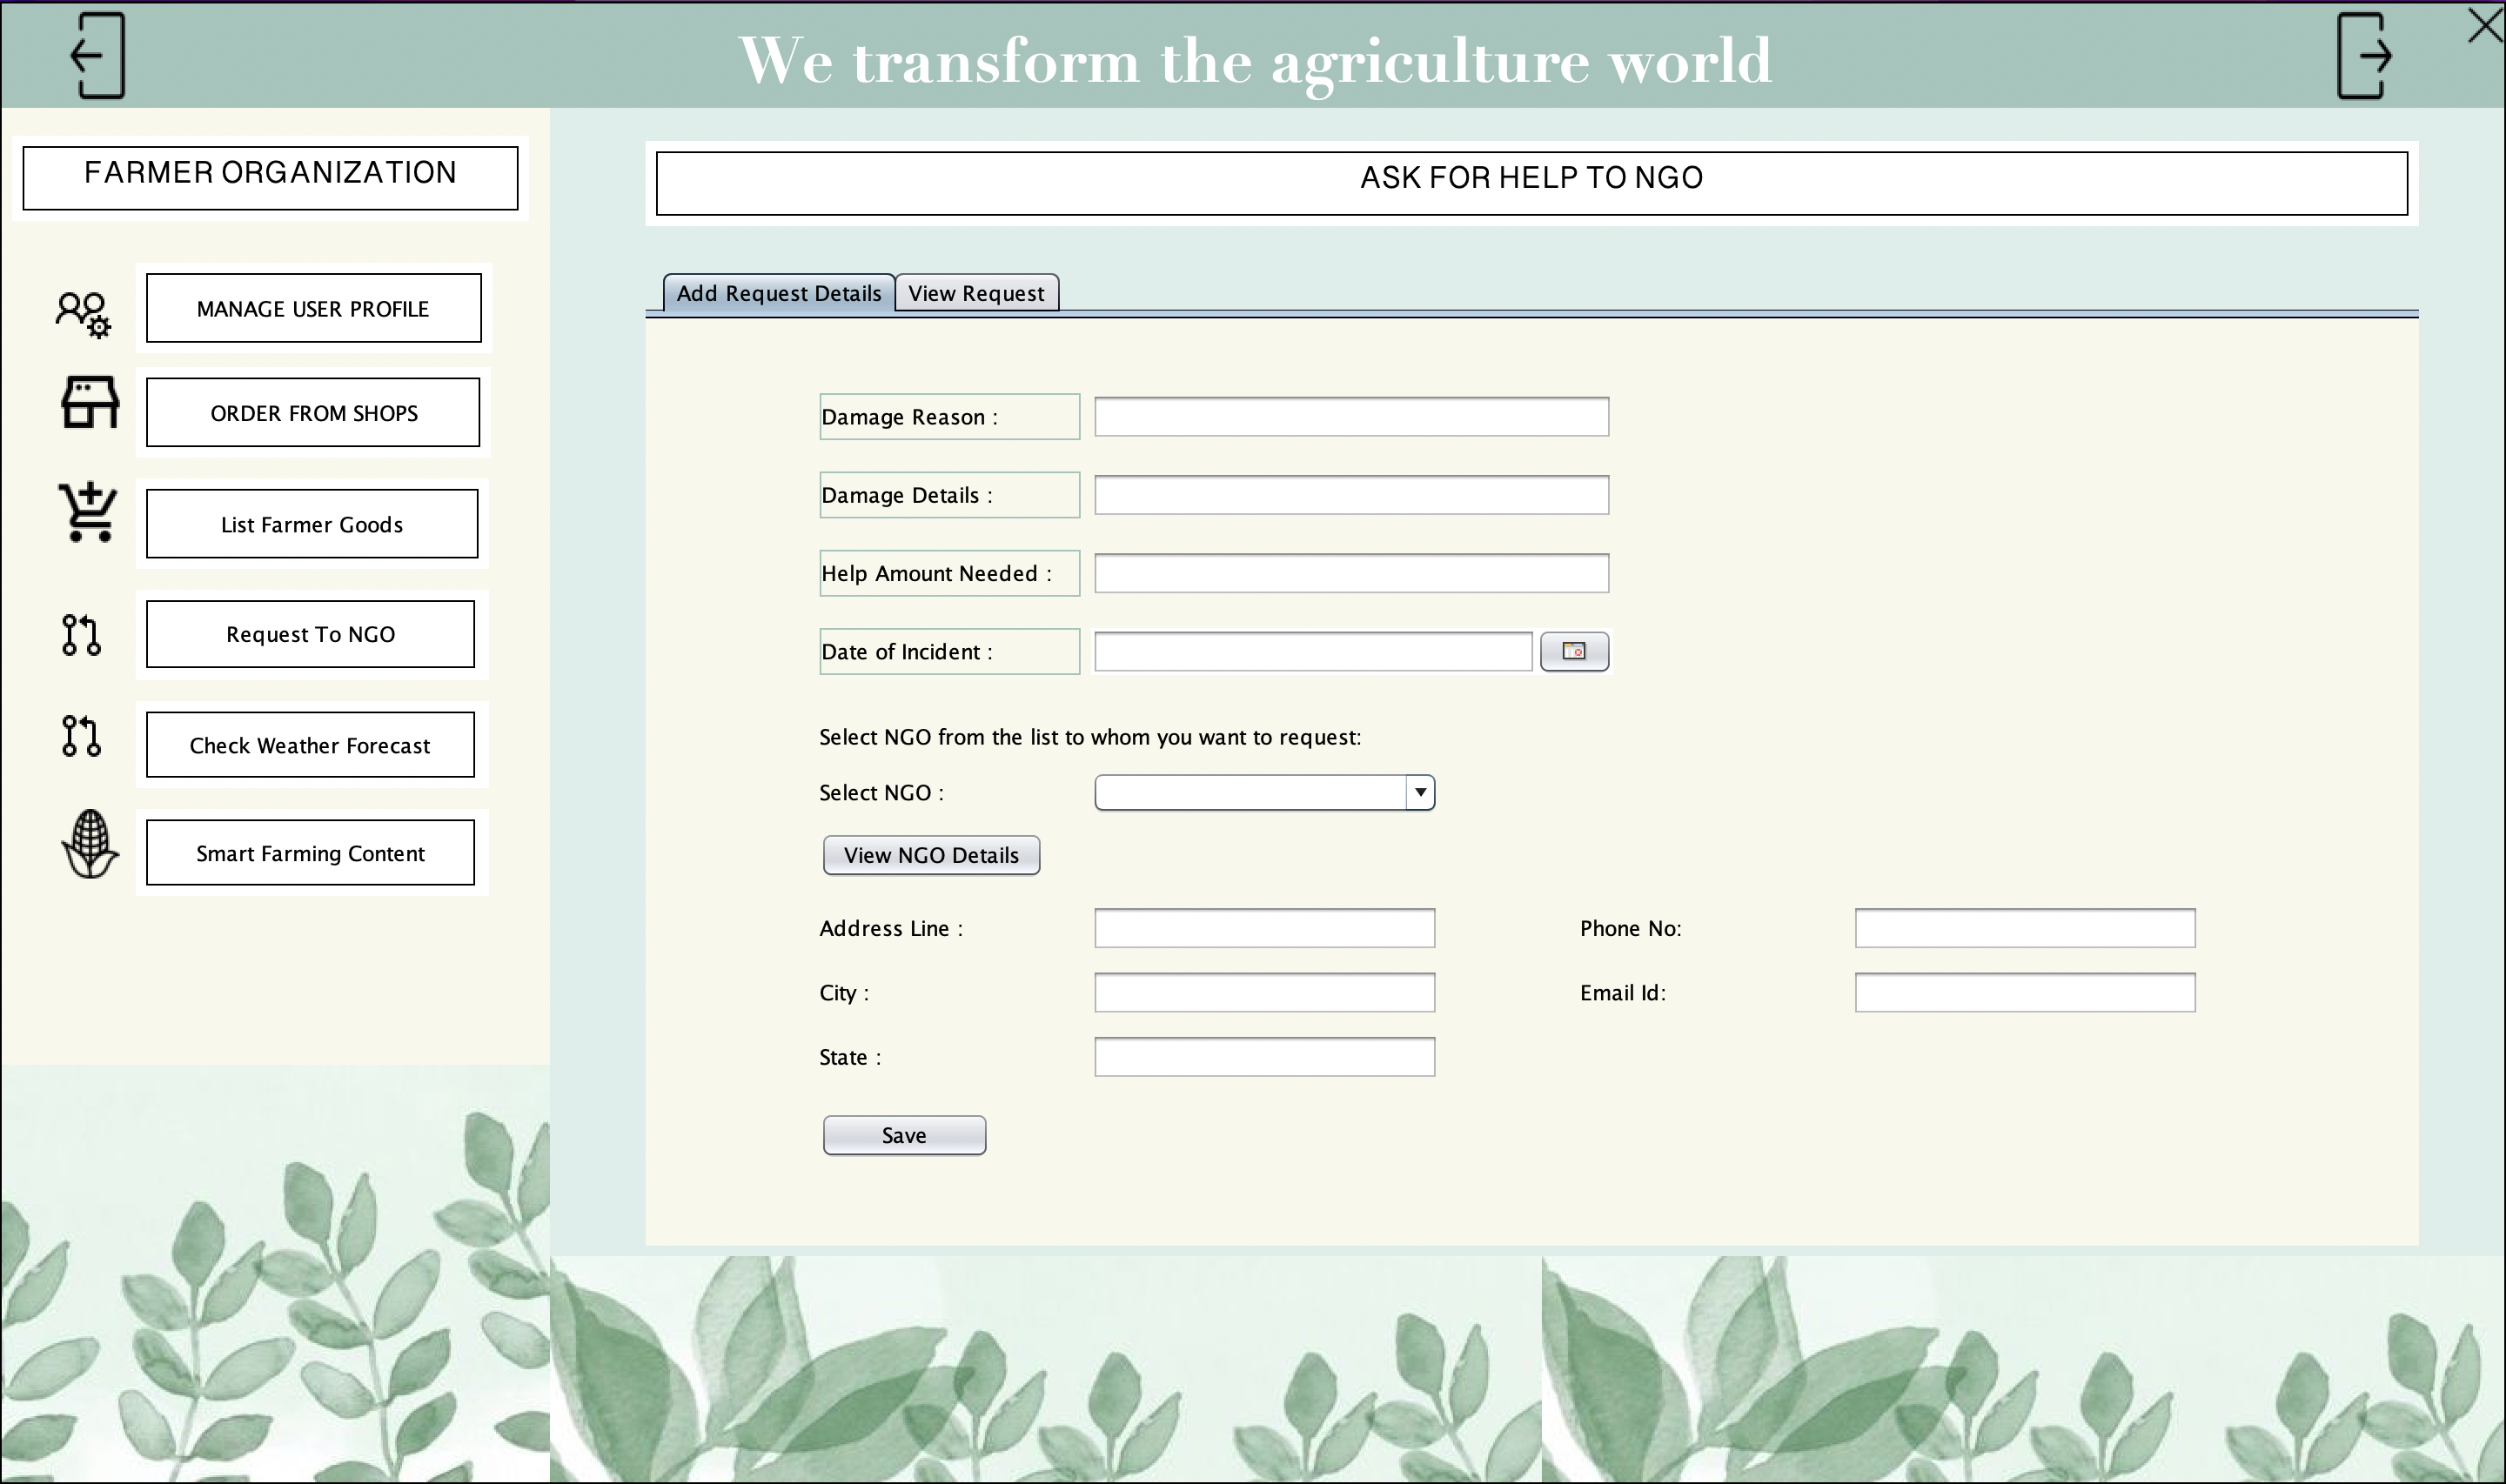 We transform the agriculture world
FARMER ORGANIZATION
MANAGE USER PROFILE
ORDER FROM SHOPS
List Farmer Goods
Request To NGO
Check Weather Forecast
Smart Farming Content
ASK FOR HELP TO NGO
Add Request Details
View Request
Damage Reason :
Damage Details :
Help Amount Needed :
Date of Incident :
Select NGO from the list to whom you want to request:
Select NGO :
View NGO Details
Address Line :
Phone No:
City :
Email Id:
State :
Save